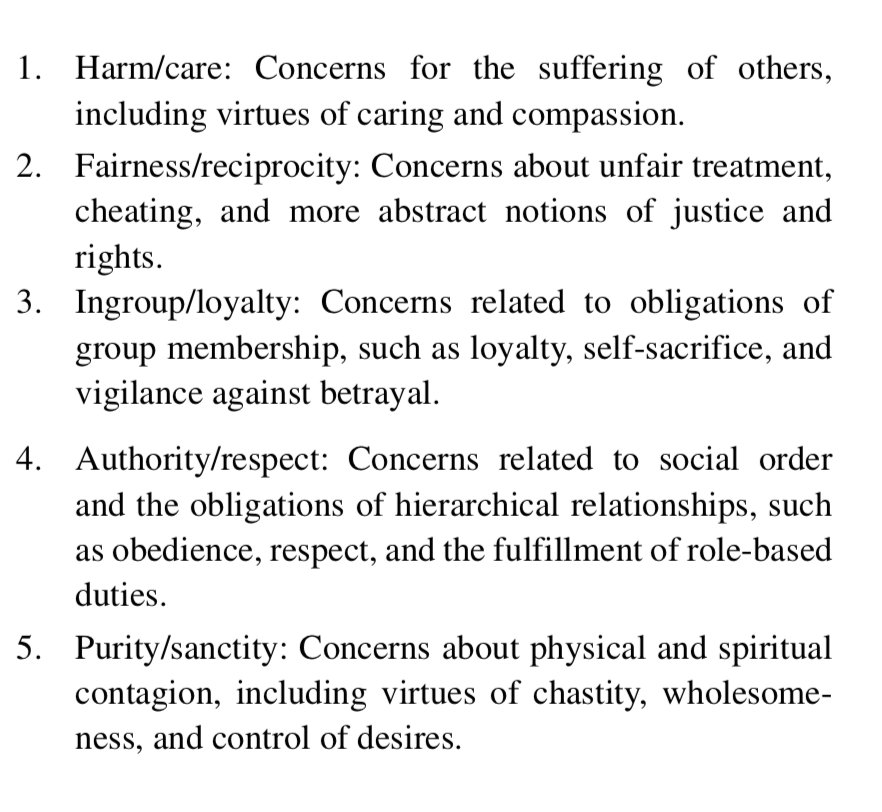 1. Harm/care: Concerns for the suffering of others,
including virtues of caring and compassion.
2. Fairness/reciprocity: Concerns about unfair treatment,
cheating, and more abstract notions of justice and
rights.
3. Ingroup/loyalty: Concerns related to obligations of
group membership, such as loyalty, self-sacrifice, and
vigilance against betrayal.
4. Authority/respect: Concerns related to social order
and the obligations of hierarchical relationships, such
as obedience, respect, and the fulfillment of role-based
duties.
5. Purity/sanctity: Concerns about physical and spiritual
contagion, including virtues of chastity, wholesome-
ness, and control of desires.